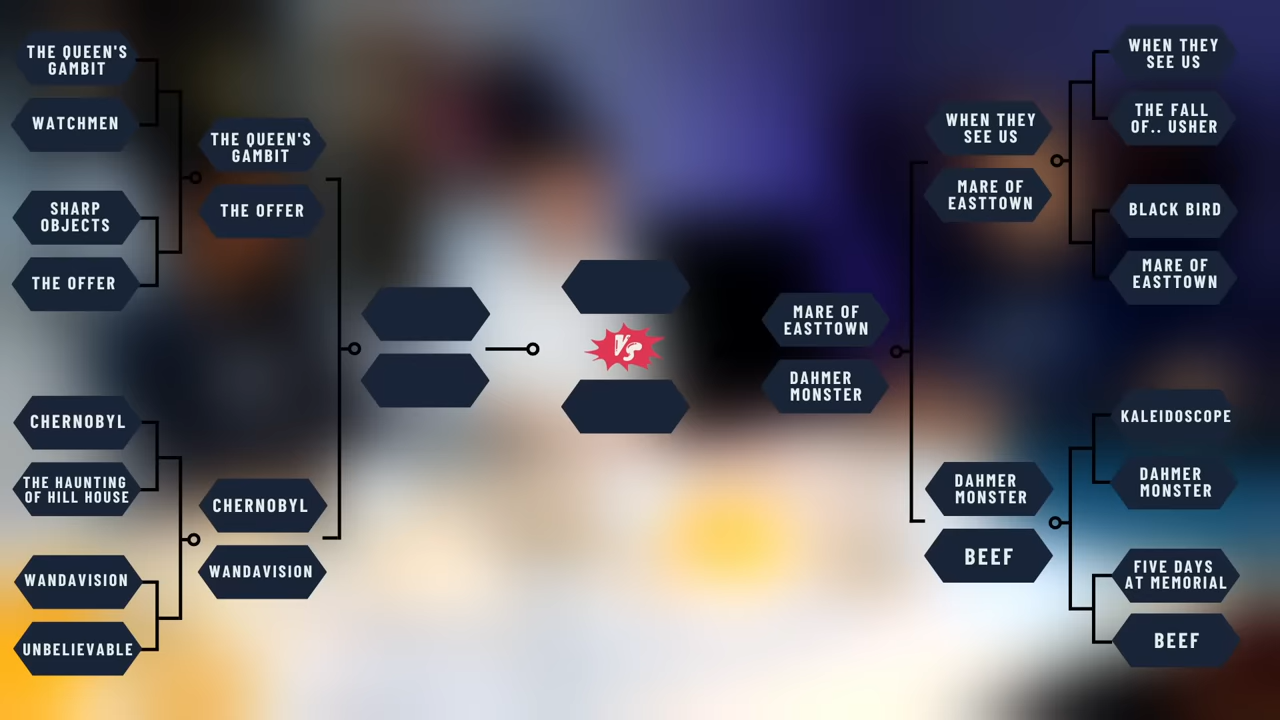 THE QUEEN'S
GAMBIT
WATCHMEN
SHARP
OBJECTS
THE OFFER
CHERNOBYL
THE HAUNTING
OF HILL HOUSE
WANDAVISION
UNBELIEVABLE
THE QUEEN'S
GAMBIT
THE OFFER
CHERNOBYL
WANDAVISION
VS
MARE OF
EASTTOWN
DAHMER
MONSTER
WHEN THEY
SEE US
MARE OF
EASTTOWN
DAHMER
MONSTER
BEEF
WHEN THEY
SEE US
THE FALL
OF.. USHER
BLACK BIRD
MARE OF
EASTTOWN
KALEIDOSCOPE
DAHMER
MONSTER
FIVE DAYS
AT MEMORIAL
BEEF